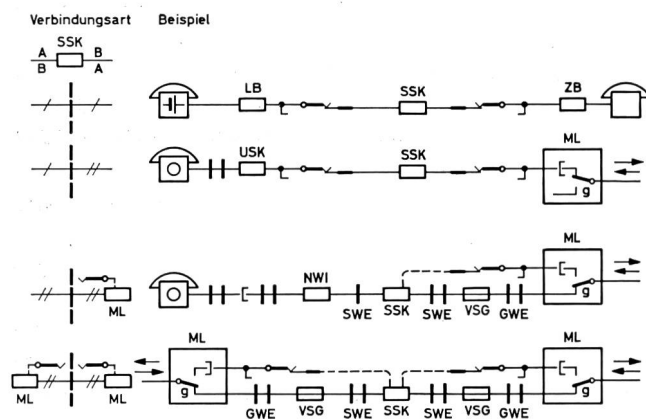 Verbindungsart Beispiel
SSK
A B
B A
LB SSK ZB
USK SSK ML
g
ML
NWI
ML SWE SSK SWE VSG GWE g
ML ML
g g
ML ML GWE VSG SWE SSK SWE VSG GWE